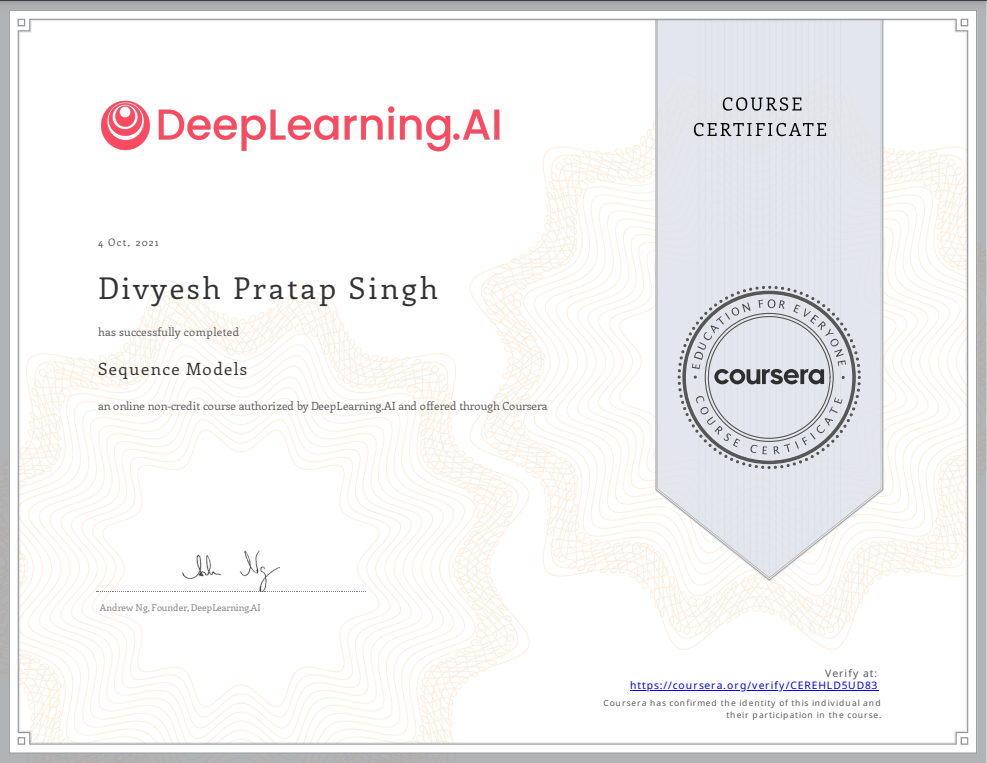 DeepLearning.AI
COURSE
CERTIFICATE
4 Oct, 2021
Divyesh Pratap Singh
has successfully completed
Sequence Models
an online non-credit course authorized by DeepLearning.AI and offered through Coursera
EDUCATION FOR EVERYONE
coursera
COURSE CERTIFICATE
Andrew Ng, Founder, DeepLearning.AI
Verify at:
https://coursera.org/verify/CEREHLD5UD83
Coursera has confirmed the identity of this individual and
their participation in the course.